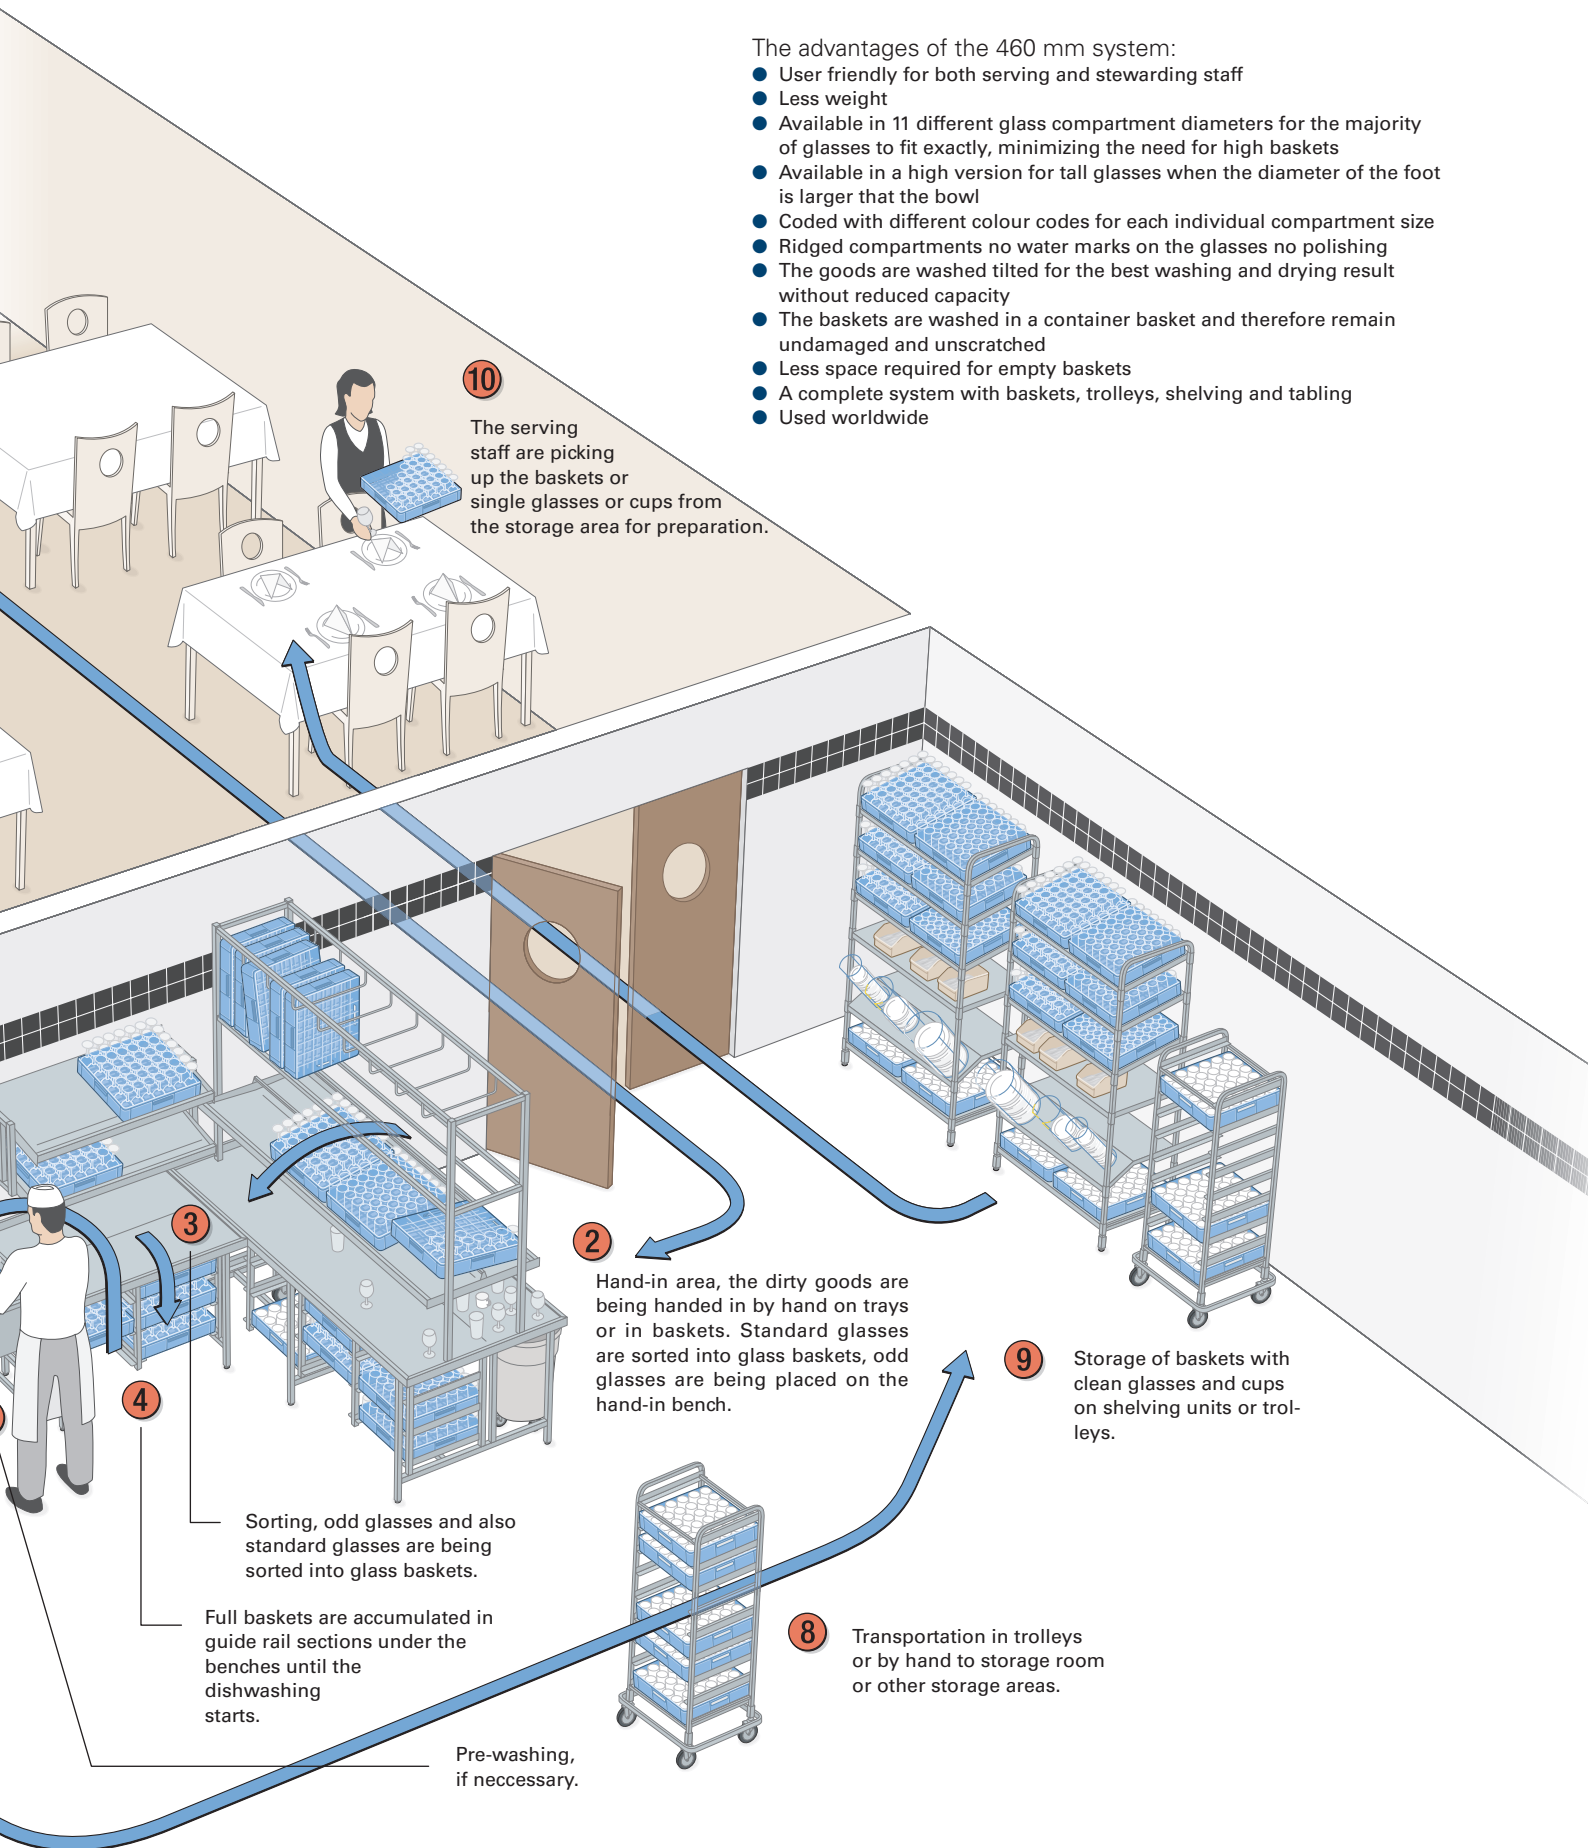 The advantages of the 460 mm system:
● User friendly for both serving and stewarding staff
● Less weight
● Available in 11 different glass compartment diameters for the majority
of glasses to fit exactly, minimizing the need for high baskets
● Available in a high version for tall glasses when the diameter of the foot
is larger that the bowl
● Coded with different colour codes for each individual compartment size
● Ridged compartments no water marks on the glasses no polishing
● The goods are washed tilted for the best washing and drying result
without reduced capacity
● The baskets are washed in a container basket and therefore remain
undamaged and unscratched
● Less space required for empty baskets
● A complete system with baskets, trolleys, shelving and tabling
● Used worldwide
10
The serving
staff are picking
up the baskets or
single glasses or cups from
the storage area for preparation.
3
2
Hand-in area, the dirty goods are
being handed in by hand on trays
or in baskets. Standard glasses
are sorted into glass baskets, odd
glasses are being placed on the
hand-in bench.
9
Storage of baskets with
clean glasses and cups
on shelving units or trol-
leys.
4
Sorting, odd glasses and also
standard glasses are being
sorted into glass baskets.
Full baskets are accumulated in
guide rail sections under the
benches until the
dishwashing
starts.
8
Transportation in trolleys
or by hand to storage room
or other storage areas.
Pre-washing,
if neccessary.